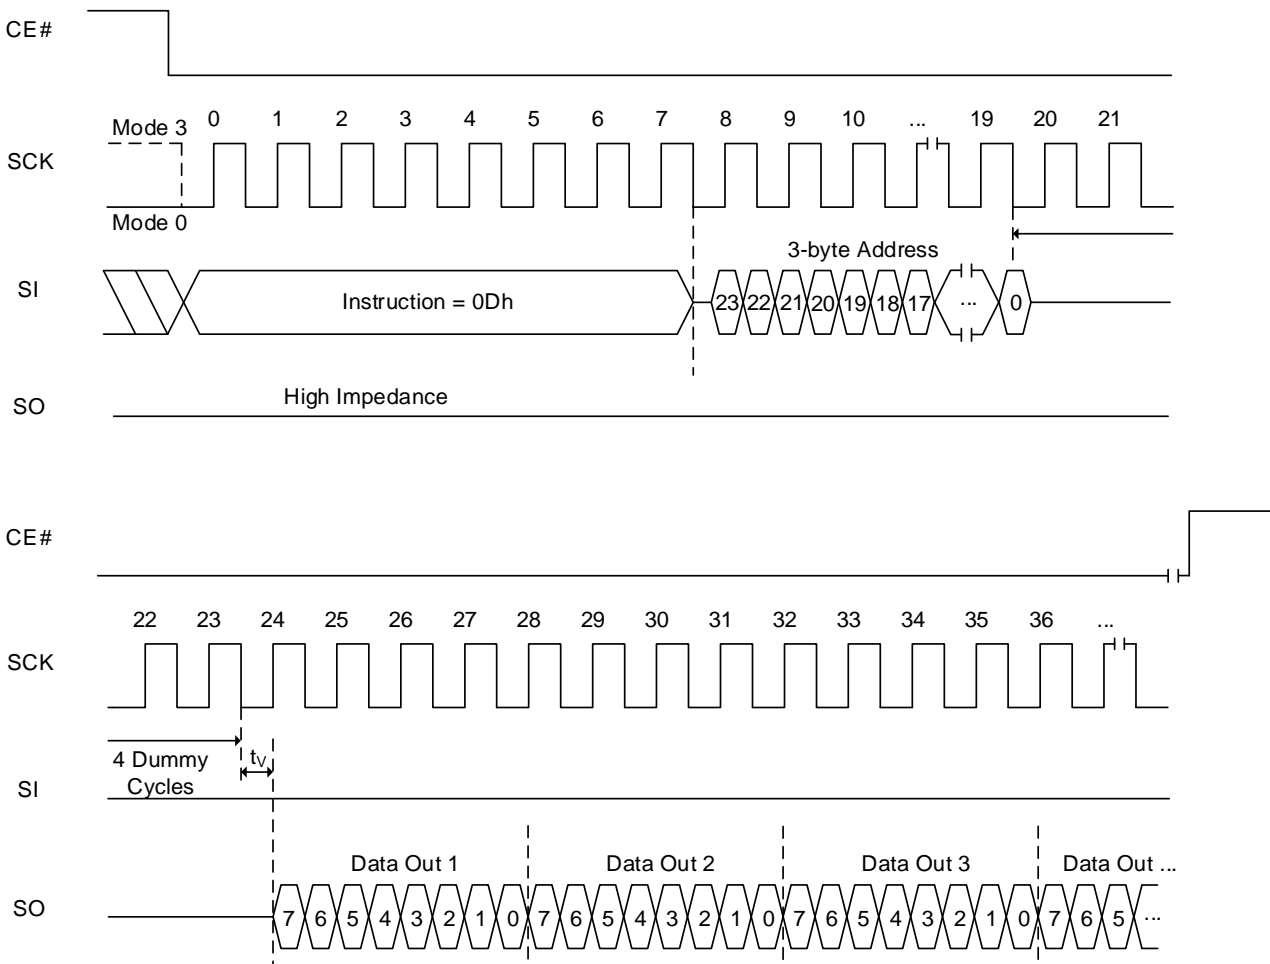 CE#
0 1 2 3 4 5 6 7 8 9 10 ... 19 20 21
Mode 3
SCK
Mode 0
3-byte Address
SI
Instruction = 0Dh
23 22 21 20 19 18 17 ... 0
High Impedance
SO
CE#
22 23 24 25 26 27 28 29 30 31 32 33 34 35 36 ...
SCK
4 Dummy
Cycles
tV
SI
Data Out 1 Data Out 2 Data Out 3 Data Out ...
SO
7 6 5 4 3 2 1 0 7 6 5 4 3 2 1 0 7 6 5 4 3 2 1 0 7 6 5 ...